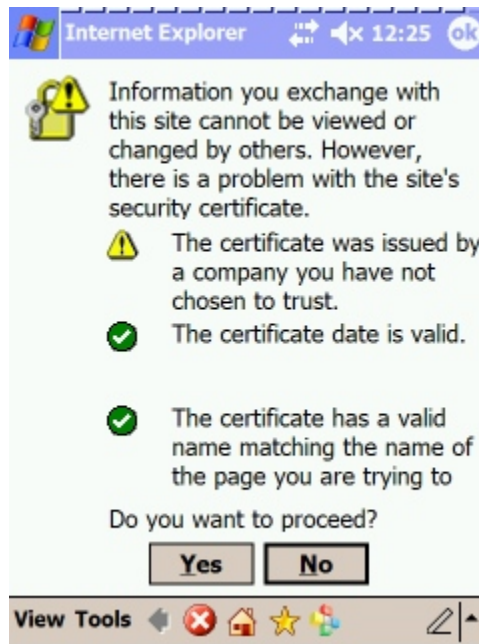 Internet Explorer 12:25 ok
Information you exchange with
this site cannot be viewed or
changed by others. However,
there is a problem with the site's
security certificate.
The certificate was issued by
a company you have not
chosen to trust.
The certificate date is valid.
The certificate has a valid
name matching the name of
the page you are trying to
Do you want to proceed?
Yes No
View Tools